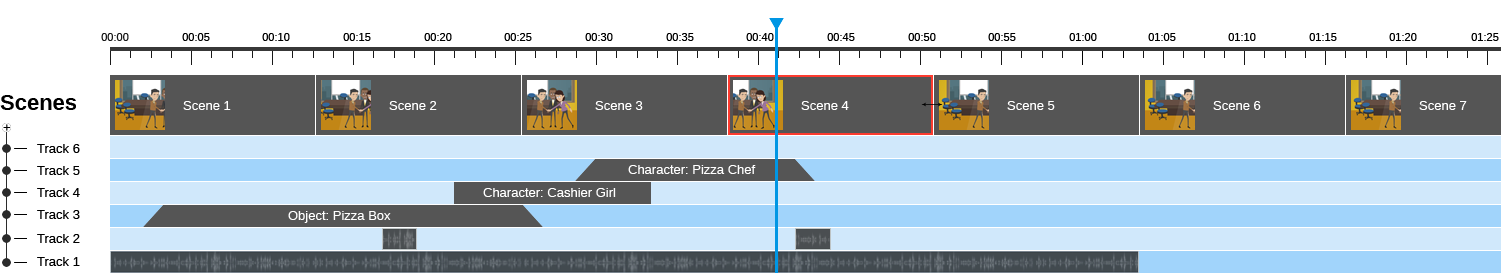 00:00 00:05 00:10 00:15 00:20 00:25 00:30 00:35 00:40 00:45 00:50 00:55 01:00 01:05 01:10 01:15 01:20 01:25
Scenes
Scene 1 Scene 2 Scene 3 Scene 4 Scene 5 Scene 6 Scene 7
+
Track 6
Track 5 Character: Pizza Chef
Track 4 Character: Cashier Girl
Track 3 Object: Pizza Box
Track 2
Track 1